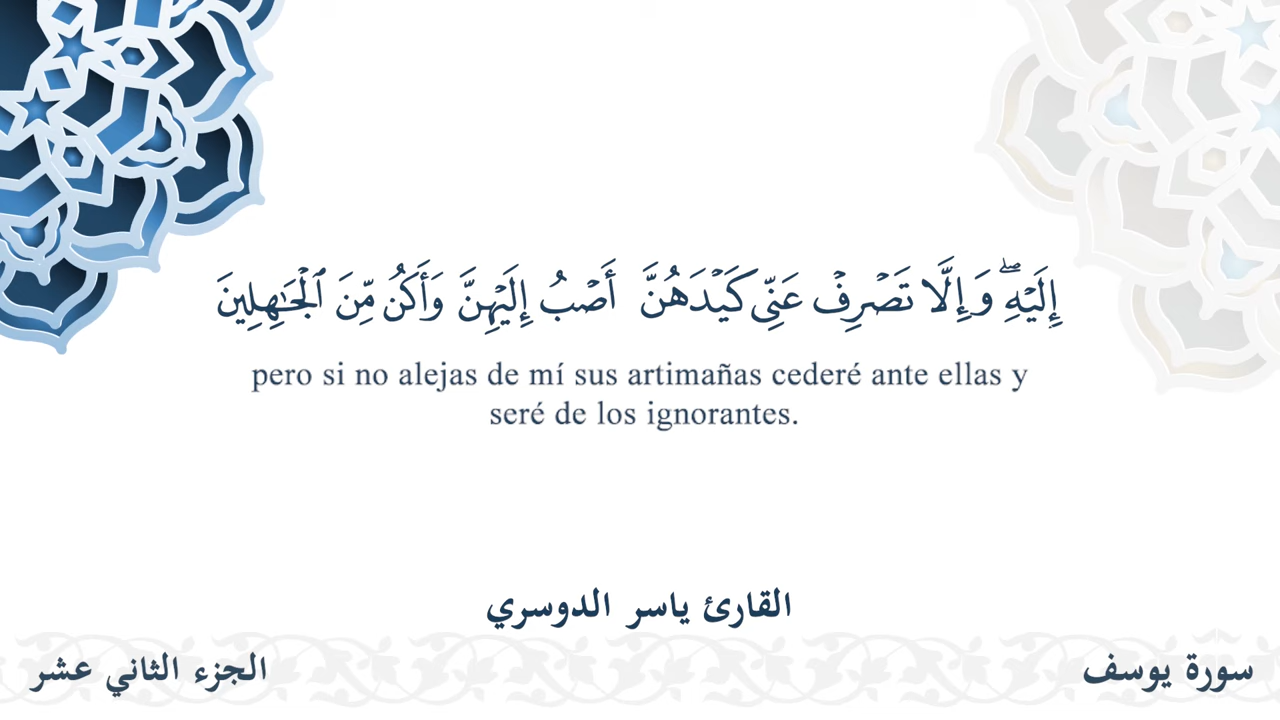 إِلَيْهِ ۖ وَإِلَّا تَصْرِفْ عَنِّي كَيْدَهُنَّ أَصْبُ إِلَيْهِنَّ وَأَكُن مِّنَ ٱلْجَـٰهِلِينَ
pero si no alejas de mí sus artimañas cederé ante ellas y
seré de los ignorantes.
القارئ ياسر الدوسري
سورة يوسف
الجزء الثاني عشر